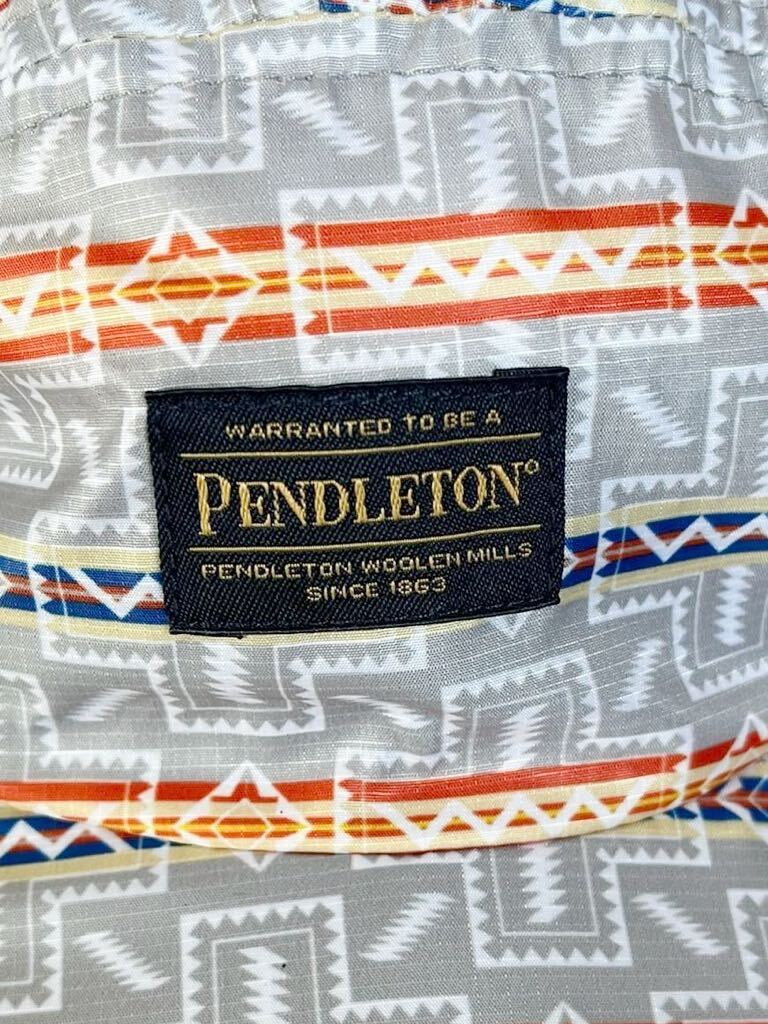 WARRANTED TO BE A
PENDLETON®
PENDLETON WOOLEN MILLS
SINCE 1863